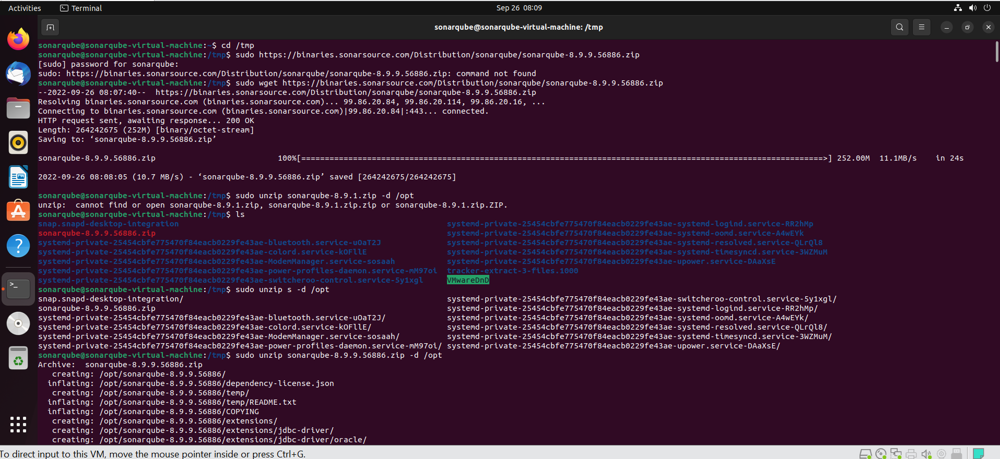 Activities Terminal Sep 26 08:09
sonarqube@sonarqube-virtual-machine: /tmp
sonarqube@sonarqube-virtual-machine:~$ cd /tmp
sonarqube@sonarqube-virtual-machine:/tmp$ sudo https://binaries.sonarsource.com/Distribution/sonarqube/sonarqube-8.9.9.56886.zip
[sudo] password for sonarqube:
sudo: https://binaries.sonarsource.com/Distribution/sonarqube/sonarqube-8.9.9.56886.zip: command not found
sonarqube@sonarqube-virtual-machine:/tmp$ sudo wget https://binaries.sonarsource.com/Distribution/sonarqube/sonarqube-8.9.9.56886.zip
--2022-09-26 08:07:40--  https://binaries.sonarsource.com/Distribution/sonarqube/sonarqube-8.9.9.56886.zip
Resolving binaries.sonarsource.com (binaries.sonarsource.com)... 99.86.20.84, 99.86.20.114, 99.86.20.16, ...
Connecting to binaries.sonarsource.com (binaries.sonarsource.com)|99.86.20.84|:443... connected.
HTTP request sent, awaiting response... 200 OK
Length: 264242675 (252M) [binary/octet-stream]
Saving to: ‘sonarqube-8.9.9.56886.zip’
sonarqube-8.9.9.56886.zip 100%[===============================================================================================================>] 252.00M  11.1MB/s    in 24s
2022-09-26 08:08:05 (10.7 MB/s) - ‘sonarqube-8.9.9.56886.zip’ saved [264242675/264242675]
sonarqube@sonarqube-virtual-machine:/tmp$ sudo unzip sonarqube-8.9.1.zip -d /opt
unzip:  cannot find or open sonarqube-8.9.1.zip, sonarqube-8.9.1.zip.zip or sonarqube-8.9.1.zip.ZIP.
sonarqube@sonarqube-virtual-machine:/tmp$ ls
snap.snapd-desktop-integration systemd-private-25454cbfe775470f84eacb0229fe43ae-systemd-logind.service-RR2hMp
sonarqube-8.9.9.56886.zip systemd-private-25454cbfe775470f84eacb0229fe43ae-systemd-oomd.service-A4wEYk
systemd-private-25454cbfe775470f84eacb0229fe43ae-bluetooth.service-uOaT2J systemd-private-25454cbfe775470f84eacb0229fe43ae-systemd-resolved.service-QLrQl8
systemd-private-25454cbfe775470f84eacb0229fe43ae-colord.service-kOFllE systemd-private-25454cbfe775470f84eacb0229fe43ae-systemd-timesyncd.service-3WZMuM
systemd-private-25454cbfe775470f84eacb0229fe43ae-ModemManager.service-sosaah systemd-private-25454cbfe775470f84eacb0229fe43ae-upower.service-DAaXsE
systemd-private-25454cbfe775470f84eacb0229fe43ae-power-profiles-daemon.service-mM97oi tracker-extract-3-files.1000
systemd-private-25454cbfe775470f84eacb0229fe43ae-switcheroo-control.service-5y1xgl VMwareDnD
sonarqube@sonarqube-virtual-machine:/tmp$ sudo unzip s -d /opt
snap.snapd-desktop-integration/ systemd-private-25454cbfe775470f84eacb0229fe43ae-switcheroo-control.service-5y1xgl/
sonarqube-8.9.9.56886.zip systemd-private-25454cbfe775470f84eacb0229fe43ae-systemd-logind.service-RR2hMp/
systemd-private-25454cbfe775470f84eacb0229fe43ae-bluetooth.service-uOaT2J/ systemd-private-25454cbfe775470f84eacb0229fe43ae-systemd-oomd.service-A4wEYk/
systemd-private-25454cbfe775470f84eacb0229fe43ae-colord.service-kOFllE/ systemd-private-25454cbfe775470f84eacb0229fe43ae-systemd-resolved.service-QLrQl8/
systemd-private-25454cbfe775470f84eacb0229fe43ae-ModemManager.service-sosaah/ systemd-private-25454cbfe775470f84eacb0229fe43ae-systemd-timesyncd.service-3WZMuM/
systemd-private-25454cbfe775470f84eacb0229fe43ae-power-profiles-daemon.service-mM97oi/ systemd-private-25454cbfe775470f84eacb0229fe43ae-upower.service-DAaXsE/
sonarqube@sonarqube-virtual-machine:/tmp$ sudo unzip sonarqube-8.9.9.56886.zip -d /opt
Archive:  sonarqube-8.9.9.56886.zip
creating: /opt/sonarqube-8.9.9.56886/
inflating: /opt/sonarqube-8.9.9.56886/dependency-license.json
creating: /opt/sonarqube-8.9.9.56886/temp/
inflating: /opt/sonarqube-8.9.9.56886/temp/README.txt
inflating: /opt/sonarqube-8.9.9.56886/COPYING
creating: /opt/sonarqube-8.9.9.56886/extensions/
creating: /opt/sonarqube-8.9.9.56886/extensions/jdbc-driver/
creating: /opt/sonarqube-8.9.9.56886/extensions/jdbc-driver/oracle/
To direct input to this VM, move the mouse pointer inside or press Ctrl+G.